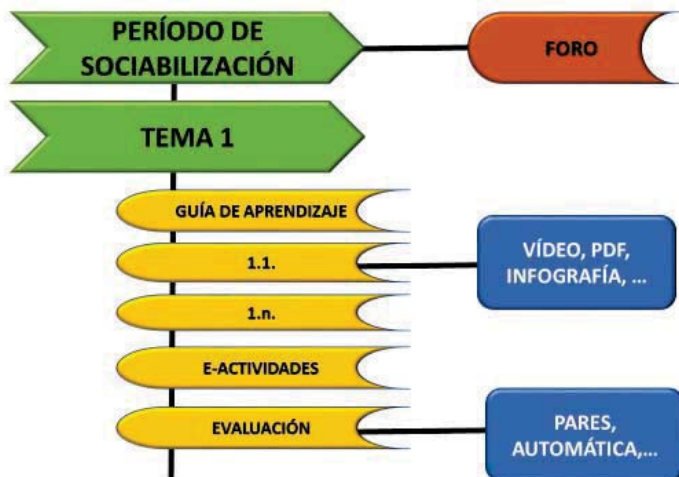 PERÍODO DE
SOCIABILIZACIÓN
FORO
TEMA 1
GUÍA DE APRENDIZAJE
1.1.
VÍDEO, PDF,
INFOGRAFÍA, ...
1.n.
E-ACTIVIDADES
EVALUACIÓN
PARES,
AUTOMÁTICA,...